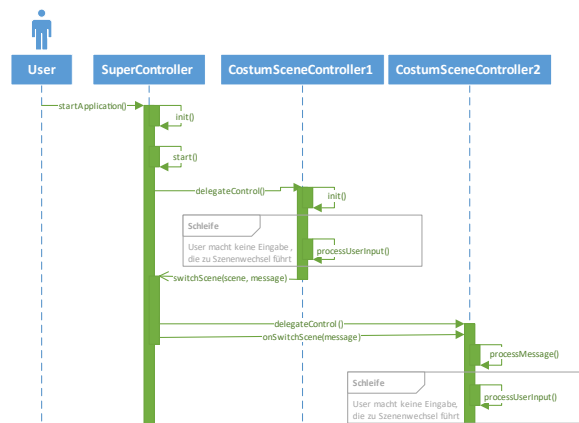 User
SuperController
CostumSceneController1
CostumSceneController2
startApplication()
init()
start()
delegateControl()
init()
Schleife
User macht keine Eingabe ,
die zu Szenenwechsel führt
processUserInput()
switchScene(scene, message)
delegateControl()
onSwitchScene(message)
processMessage()
Schleife
User macht keine Eingabe,
die zu Szenenwechsel führt
processUserInput()